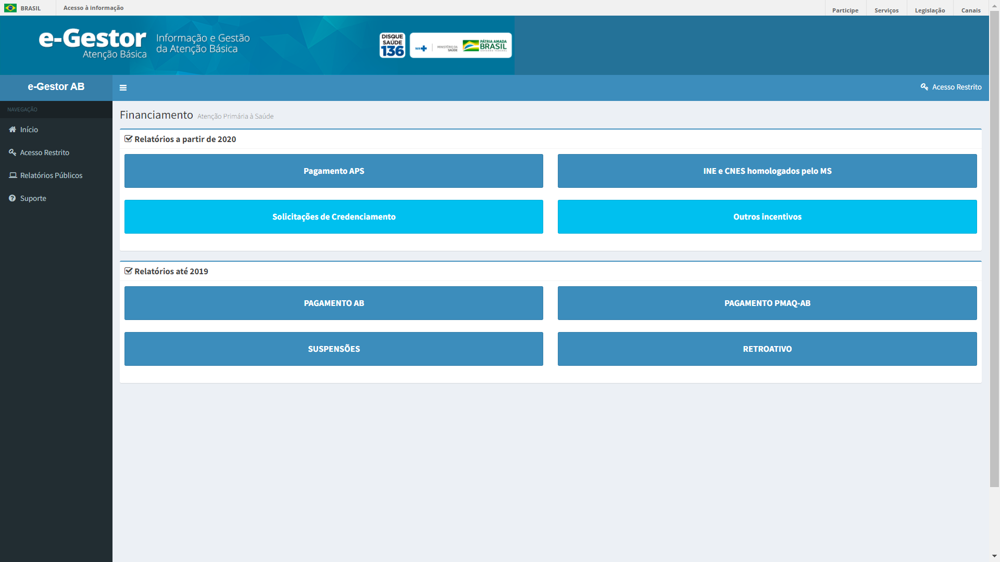 BRASIL
Acesso à informação
Participe
Serviços
Legislação
Canais
e-Gestor
Atenção Básica
Informação e Gestão
da Atenção Básica
DISQUE
SAÚDE
136
SUS
MINISTÉRIO DA
SAÚDE
PÁTRIA AMADA
BRASIL
GOVERNO FEDERAL
e-Gestor AB
Acesso Restrito
NAVEGAÇÃO
Início
Acesso Restrito
Relatórios Públicos
Suporte
Financiamento Atenção Primária à Saúde
Relatórios a partir de 2020
Pagamento APS
INE e CNES homologados pelo MS
Solicitações de Credenciamento
Outros incentivos
Relatórios até 2019
PAGAMENTO AB
PAGAMENTO PMAQ-AB
SUSPENSÕES
RETROATIVO